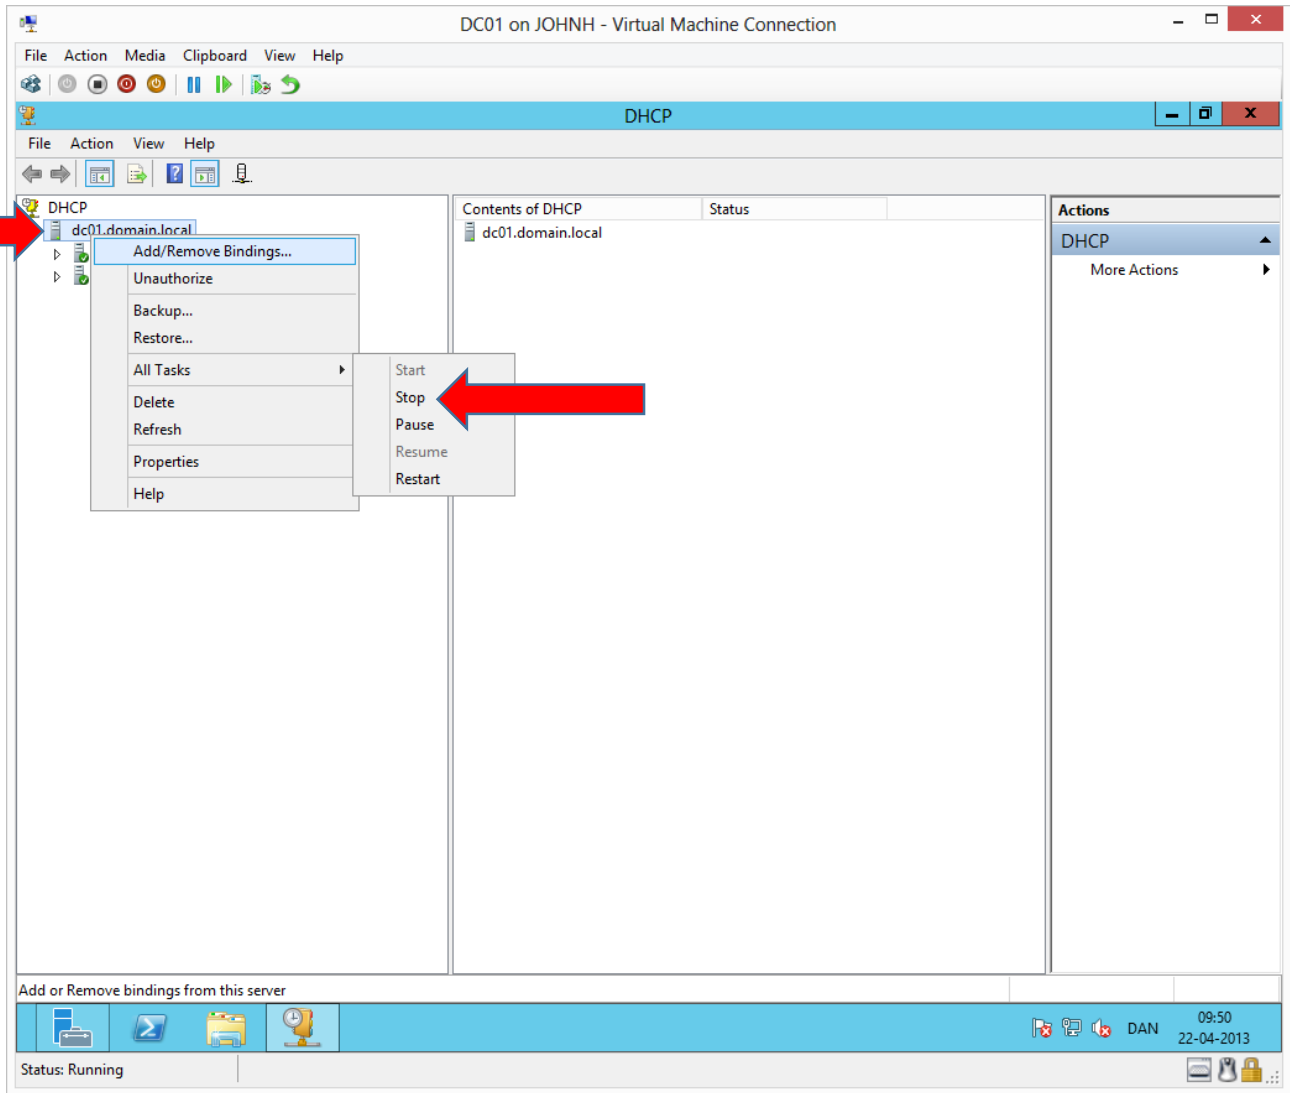 DC01 on JOHNH - Virtual Machine Connection
File Action Media Clipboard View Help
DHCP
File Action View Help
DHCP
dc01.domain.local
Add/Remove Bindings...
Unauthorize
Backup...
Restore...
All Tasks
Delete
Refresh
Properties
Help
Start
Stop
Pause
Resume
Restart
Contents of DHCP Status
dc01.domain.local
Actions
DHCP
More Actions
Add or Remove bindings from this server
DAN
09:50
22-04-2013
Status: Running